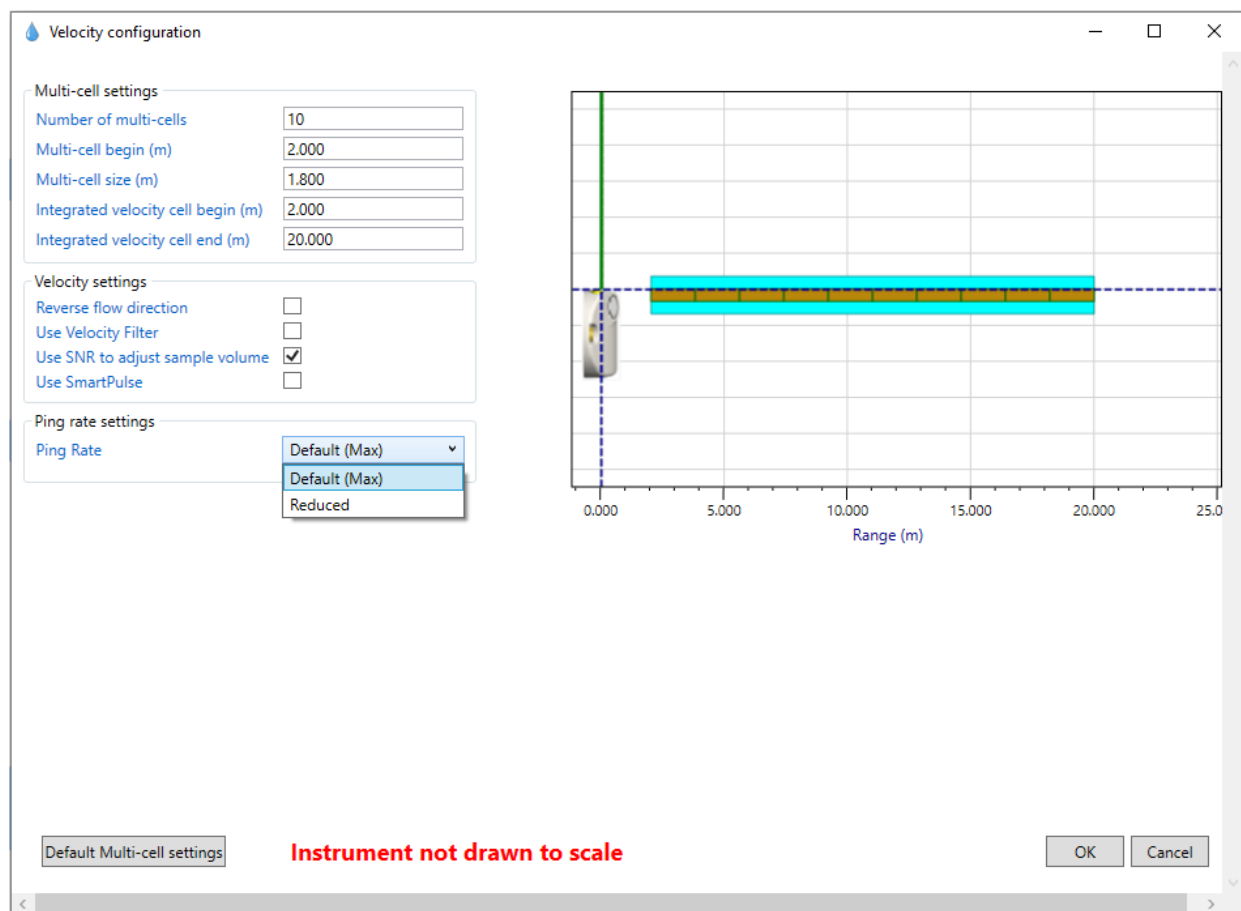 Velocity configuration
Multi-cell settings
Number of multi-cells 10
Multi-cell begin (m) 2.000
Multi-cell size (m) 1.800
Integrated velocity cell begin (m) 2.000
Integrated velocity cell end (m) 20.000
Velocity settings
Reverse flow direction
Use Velocity Filter
Use SNR to adjust sample volume
Use SmartPulse
Ping rate settings
Ping Rate Default (Max)
Default (Max)
Reduced
0.000 5.000 10.000 15.000 20.000 25.0
Range (m)
Default Multi-cell settings Instrument not drawn to scale OK Cancel